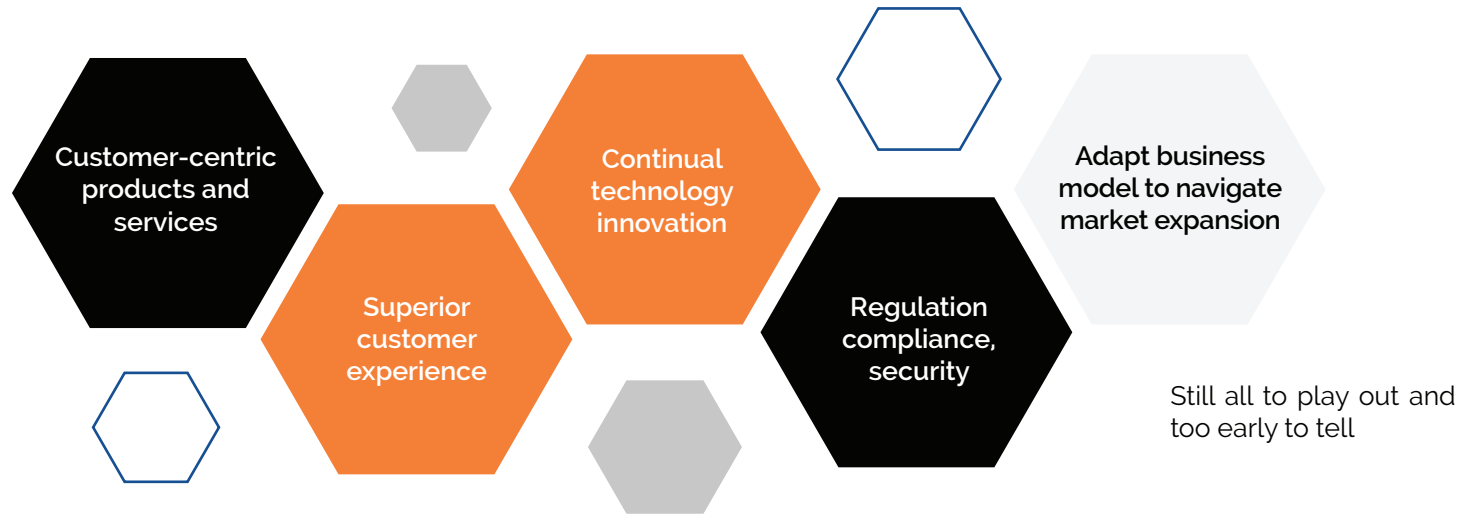 Customer-centric
products and
services
Superior
customer
experience
Continual
technology
innovation
Regulation
compliance,
security
Adapt business
model to navigate
market expansion
Still all to play out and
too early to tell